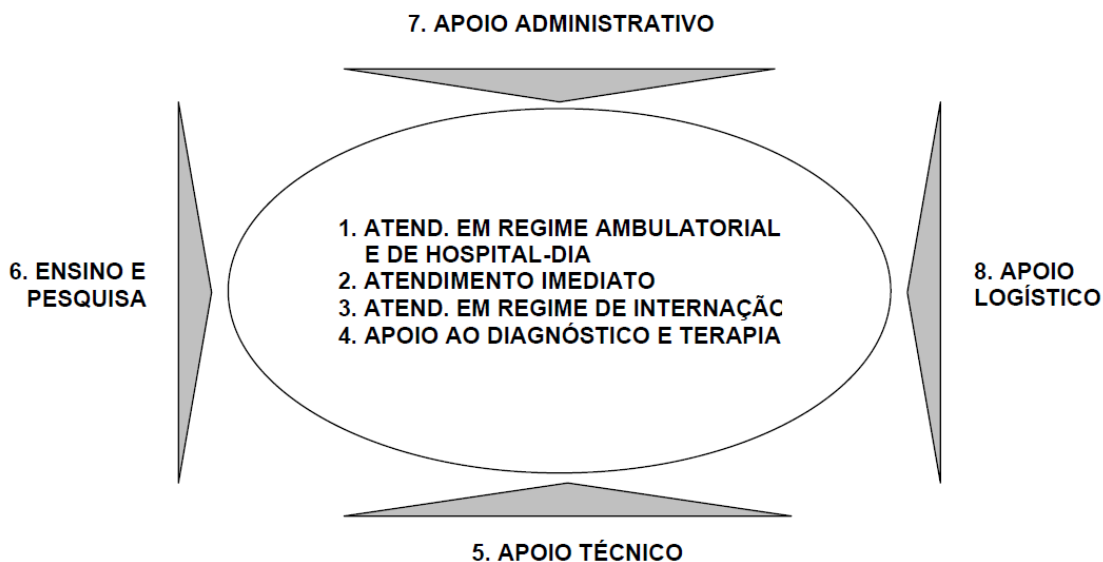 7. APOIO ADMINISTRATIVO
1. ATEND. EM REGIME AMBULATORIAL
E DE HOSPITAL-DIA
2. ATENDIMENTO IMEDIATO
3. ATEND. EM REGIME DE INTERNAÇÃO
4. APOIO AO DIAGNÓSTICO E TERAPIA
6. ENSINO E
PESQUISA
8. APOIO
LOGÍSTICO
5. APOIO TÉCNICO